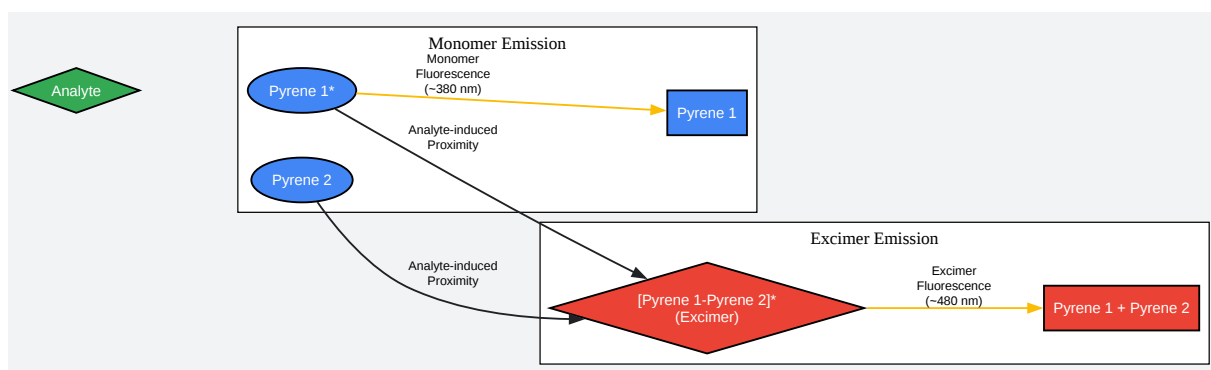 Monomer Emission
Monomer
Fluorescence
(~380 nm)
Analyte
Pyrene 1*
Pyrene 1
Analyte-induced
Proximity
Pyrene 2
Excimer Emission
Analyte-induced
Proximity
[Pyrene 1-Pyrene 2]*
(Excimer)
Excimer
Fluorescence
(~480 nm)
Pyrene 1 + Pyrene 2